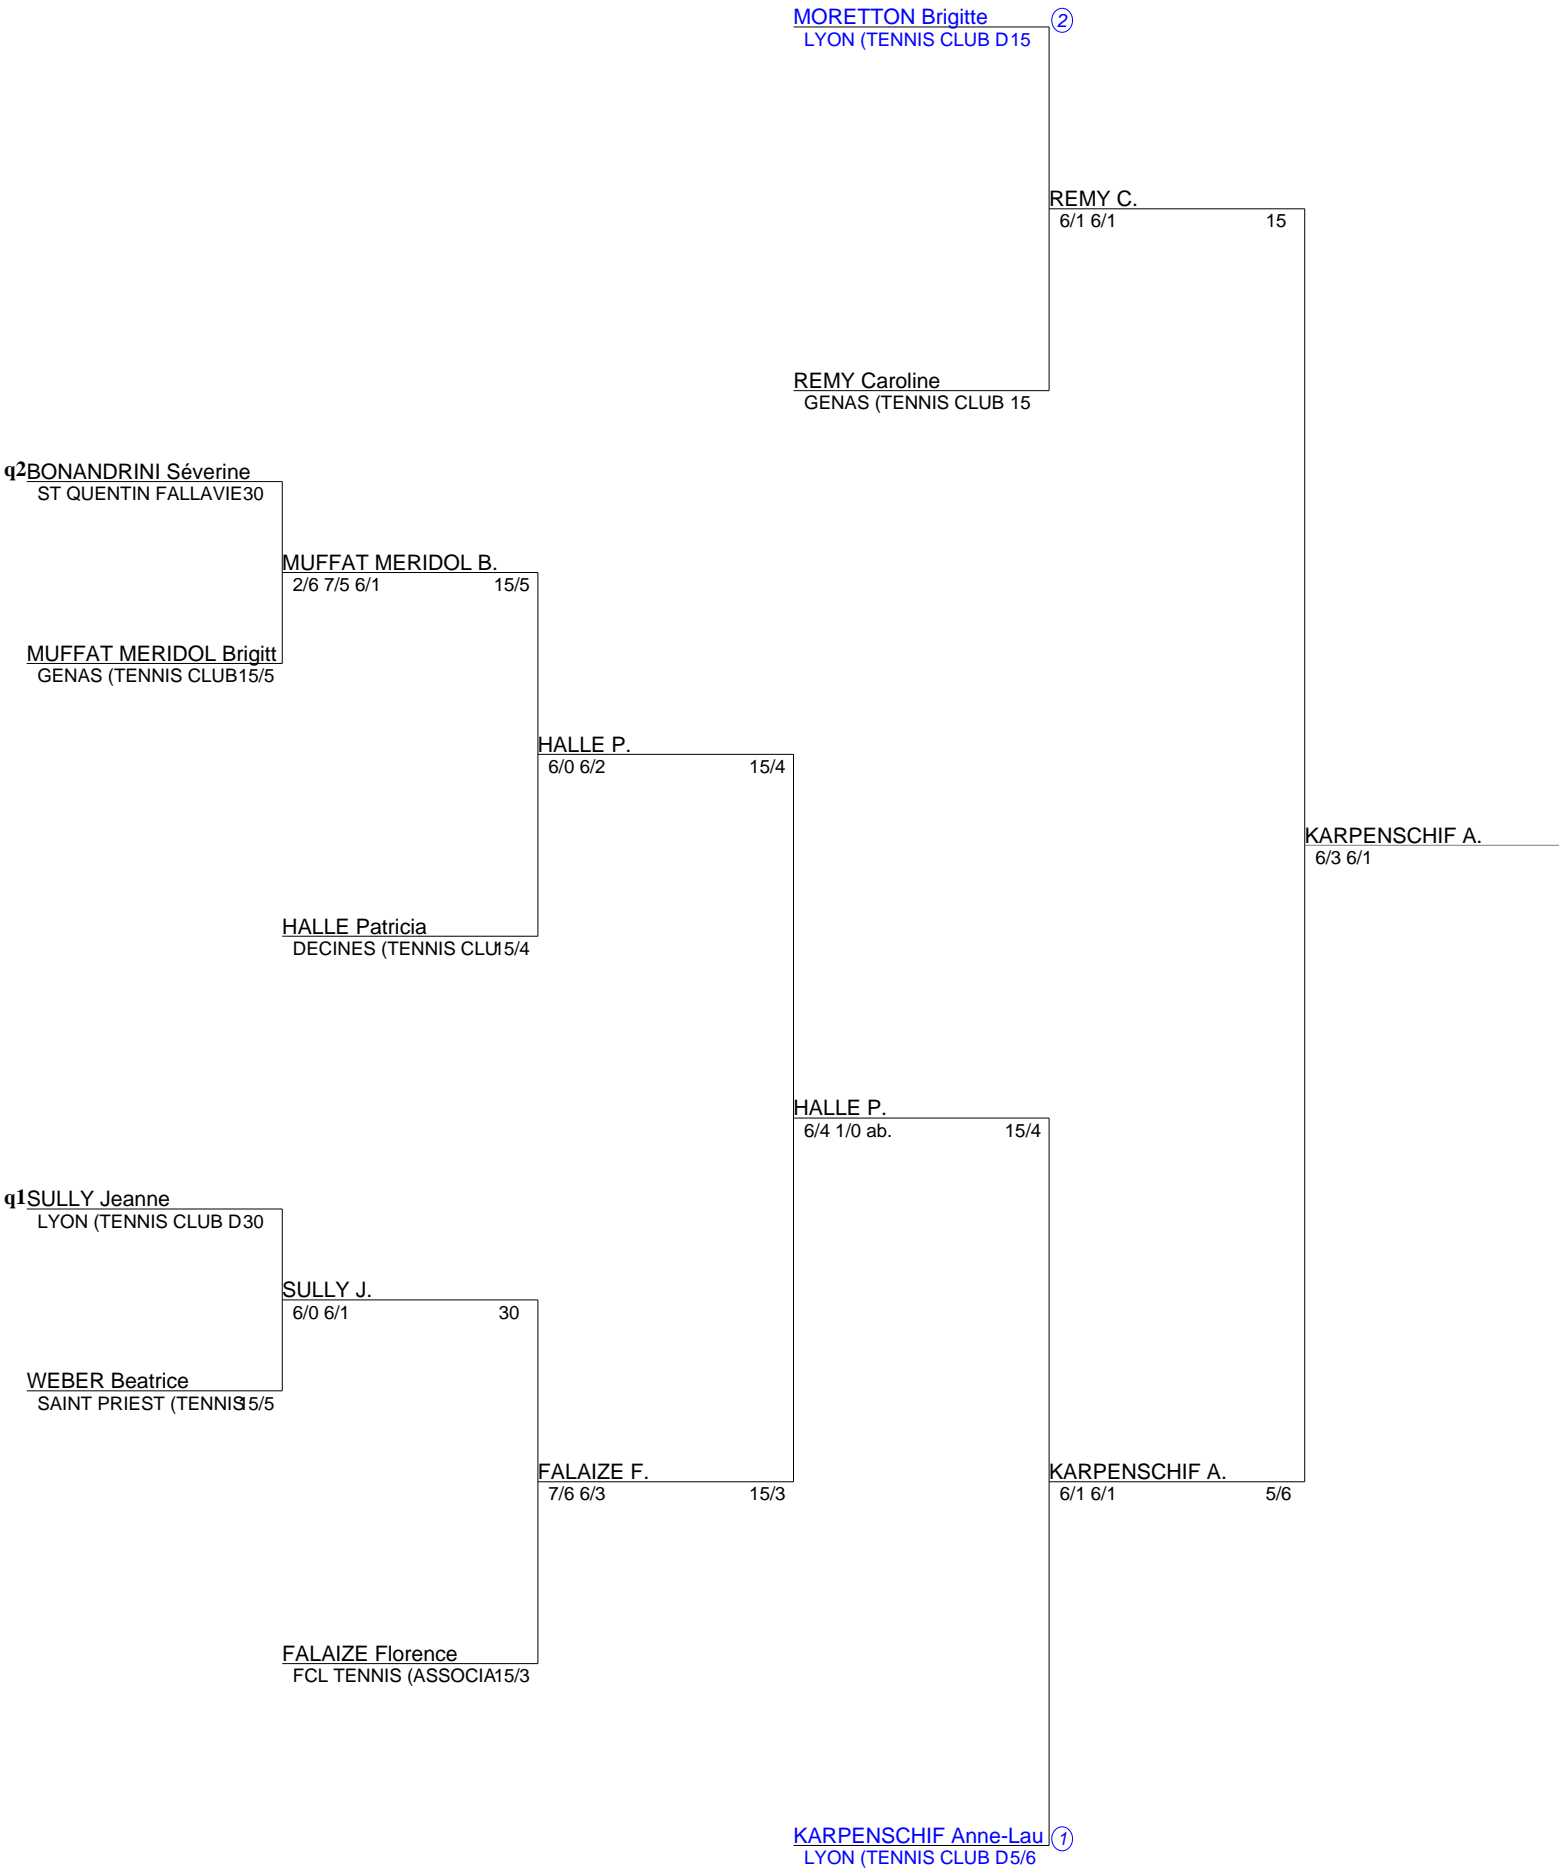 MORETTON Brigitte 2
LYON (TENNIS CLUB D15
REMY C.
6/1 6/1 15
REMY Caroline
GENAS (TENNIS CLUB 15
q2 BONANDRINI Séverine
ST QUENTIN FALLAVIE30
MUFFAT MERIDOL B.
2/6 7/5 6/1 15/5
MUFFAT MERIDOL Brigitt
GENAS (TENNIS CLUB15/5
HALLE P.
6/0 6/2 15/4
KARPENSCHIF A.
6/3 6/1
HALLE Patricia
DECINES (TENNIS CLU15/4
HALLE P.
6/4 1/0 ab. 15/4
q1 SULLY Jeanne
LYON (TENNIS CLUB D30
SULLY J.
6/0 6/1 30
WEBER Beatrice
SAINT PRIEST (TENNIS15/5
FALAIZE F.
7/6 6/3 15/3
KARPENSCHIF A.
6/1 6/1 5/6
FALAIZE Florence
FCL TENNIS (ASSOCIA15/3
KARPENSCHIF Anne-Lau 1
LYON (TENNIS CLUB D5/6